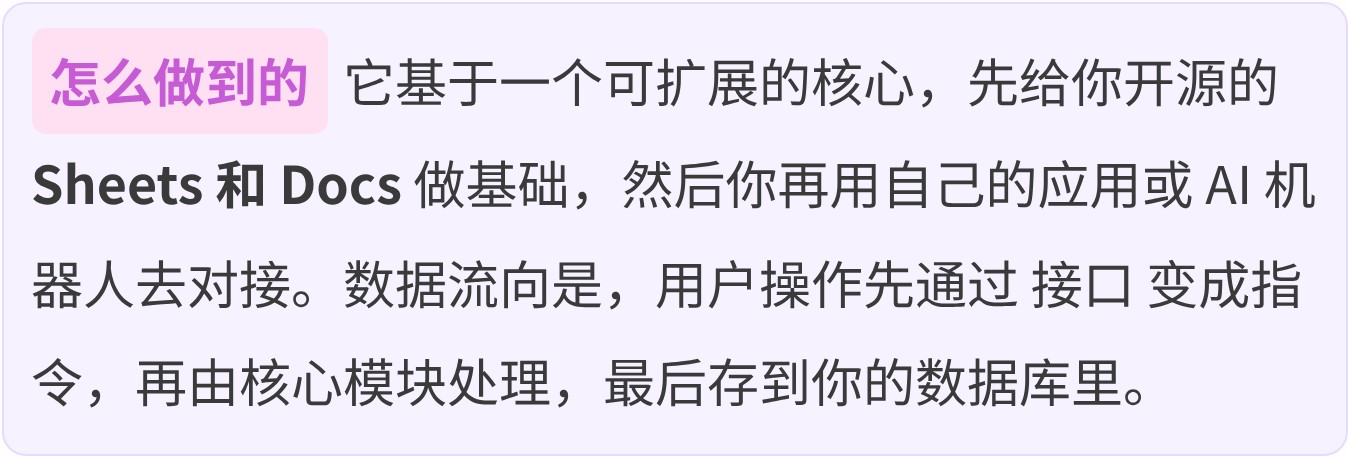 怎么做到的 它基于一个可扩展的核心，先给你开源的
Sheets 和 Docs 做基础，然后你再用自己的应用或 AI 机
器人去对接。数据流向是，用户操作先通过 接口 变成指
令，再由核心模块处理，最后存到你的数据库里。